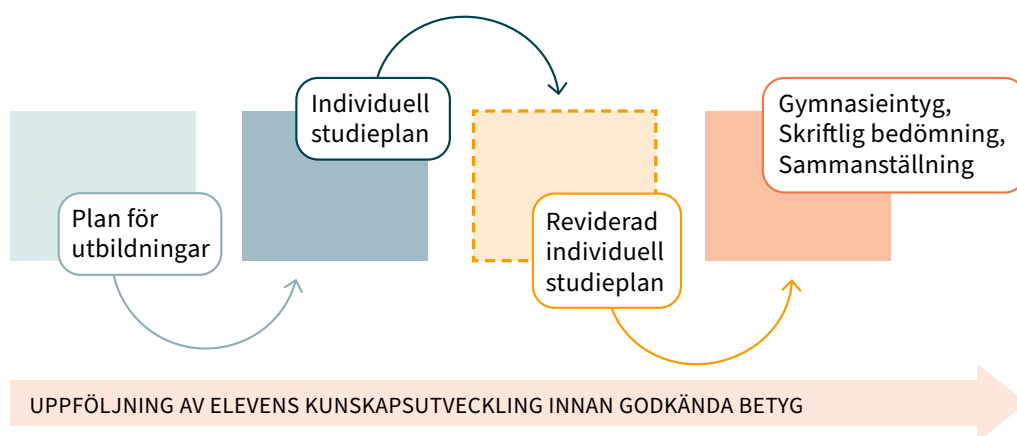 Plan för
utbildningar
Individuell
studieplan
Reviderad
individuell
studieplan
Gymnasieintyg,
Skriftlig bedömning,
Sammanställning
UPPFÖLJNING AV ELEVENS KUNSKAPSUTVECKLING INNAN GODKÄNDA BETYG